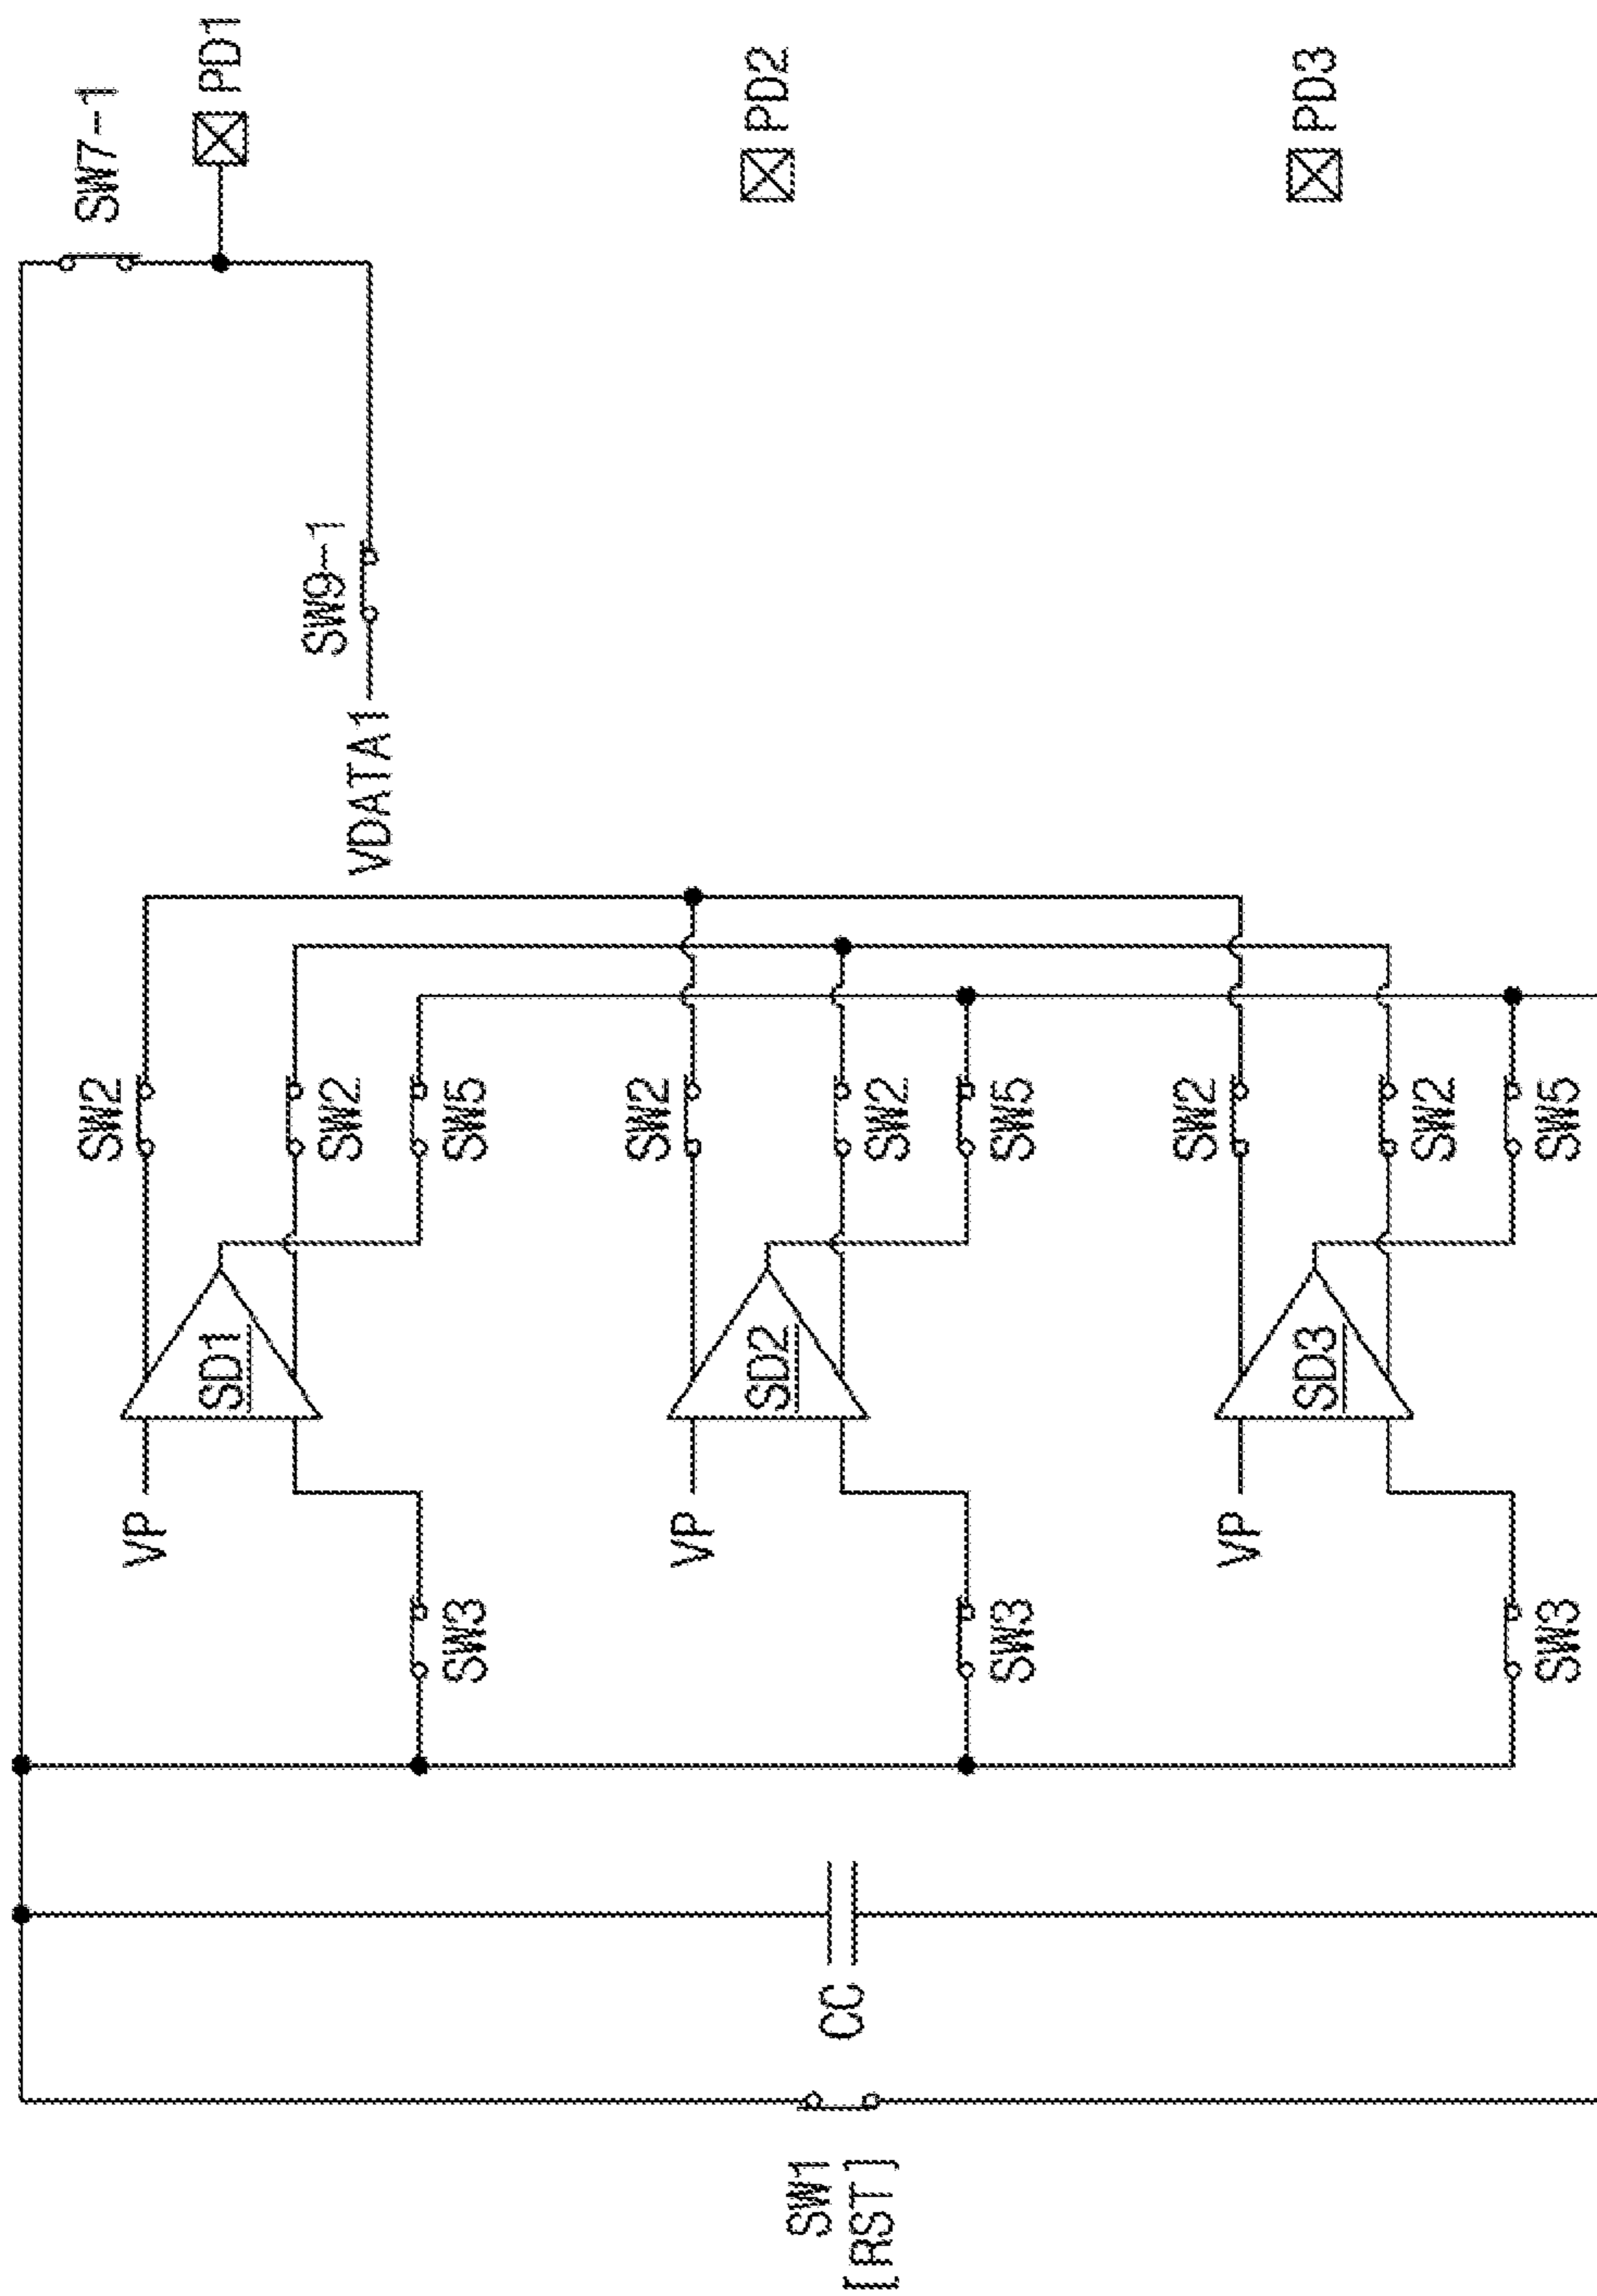 SW7-1
PD1
SW9-1
VDATA1
SW2
SW2
SW5
SD1
VP
SW3
PD2
SW2
SW2
SW5
SD2
VP
SW3
PD3
SW2
SW2
SW5
SD3
VP
SW3
CC
SW1
[RST]